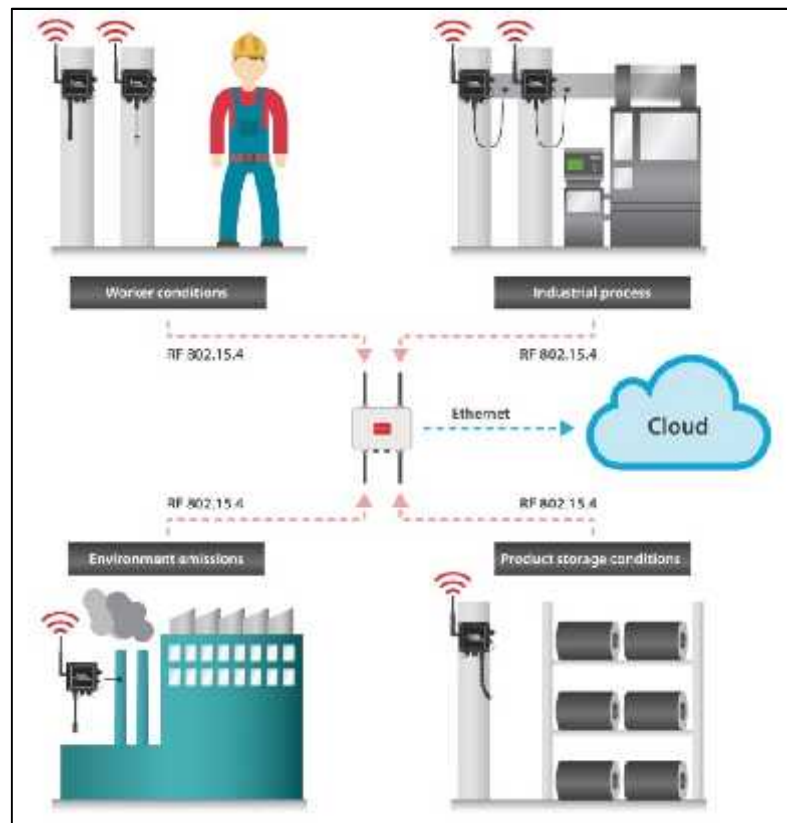 Worker conditions
Industrial process
RF 802.15.4
RF 802.15.4
Ethernet
Cloud
RF 802.15.4
RF 802.15.4
Environment emissions
Product storage conditions